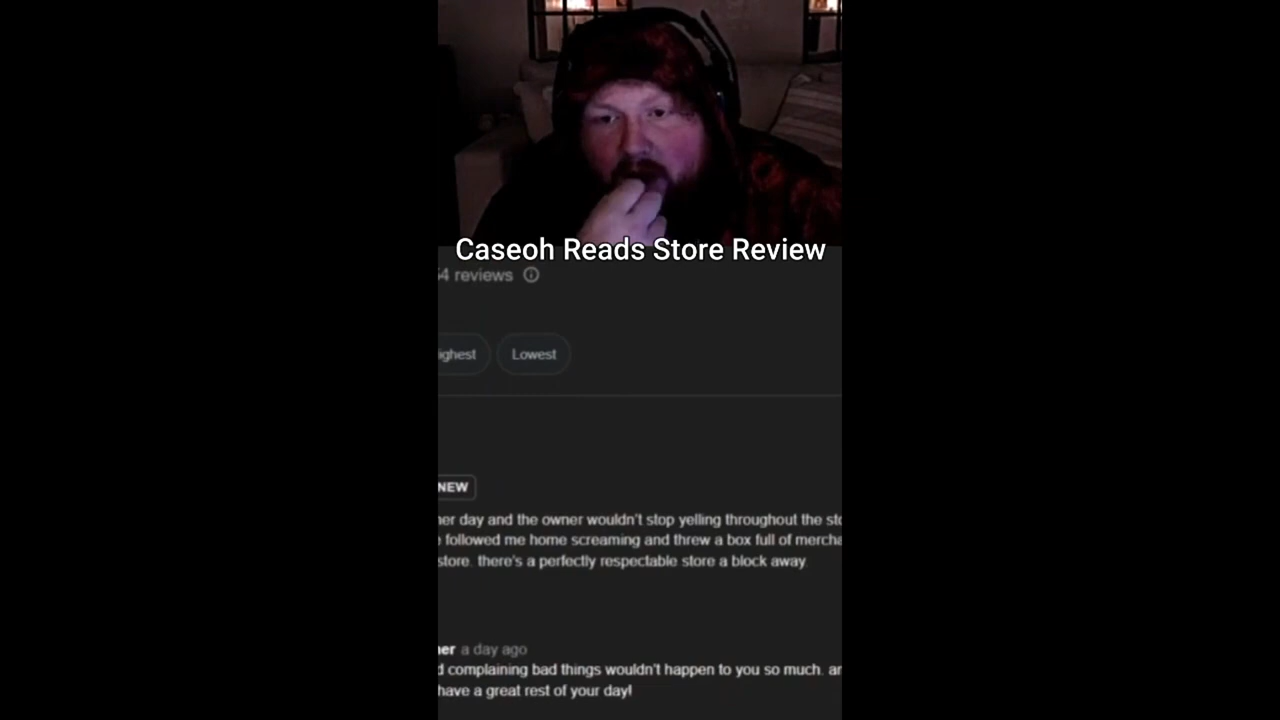 Caseoh Reads Store Review
4 reviews
Lowest
NEW
day and the owner wouldn't stop yelling throughout the
followed me home screaming and threw a box full of
store. there's a perfectly respectable store a block away.
a day ago
complaining bad things wouldn't happen to you so much.
have a great rest of your day!